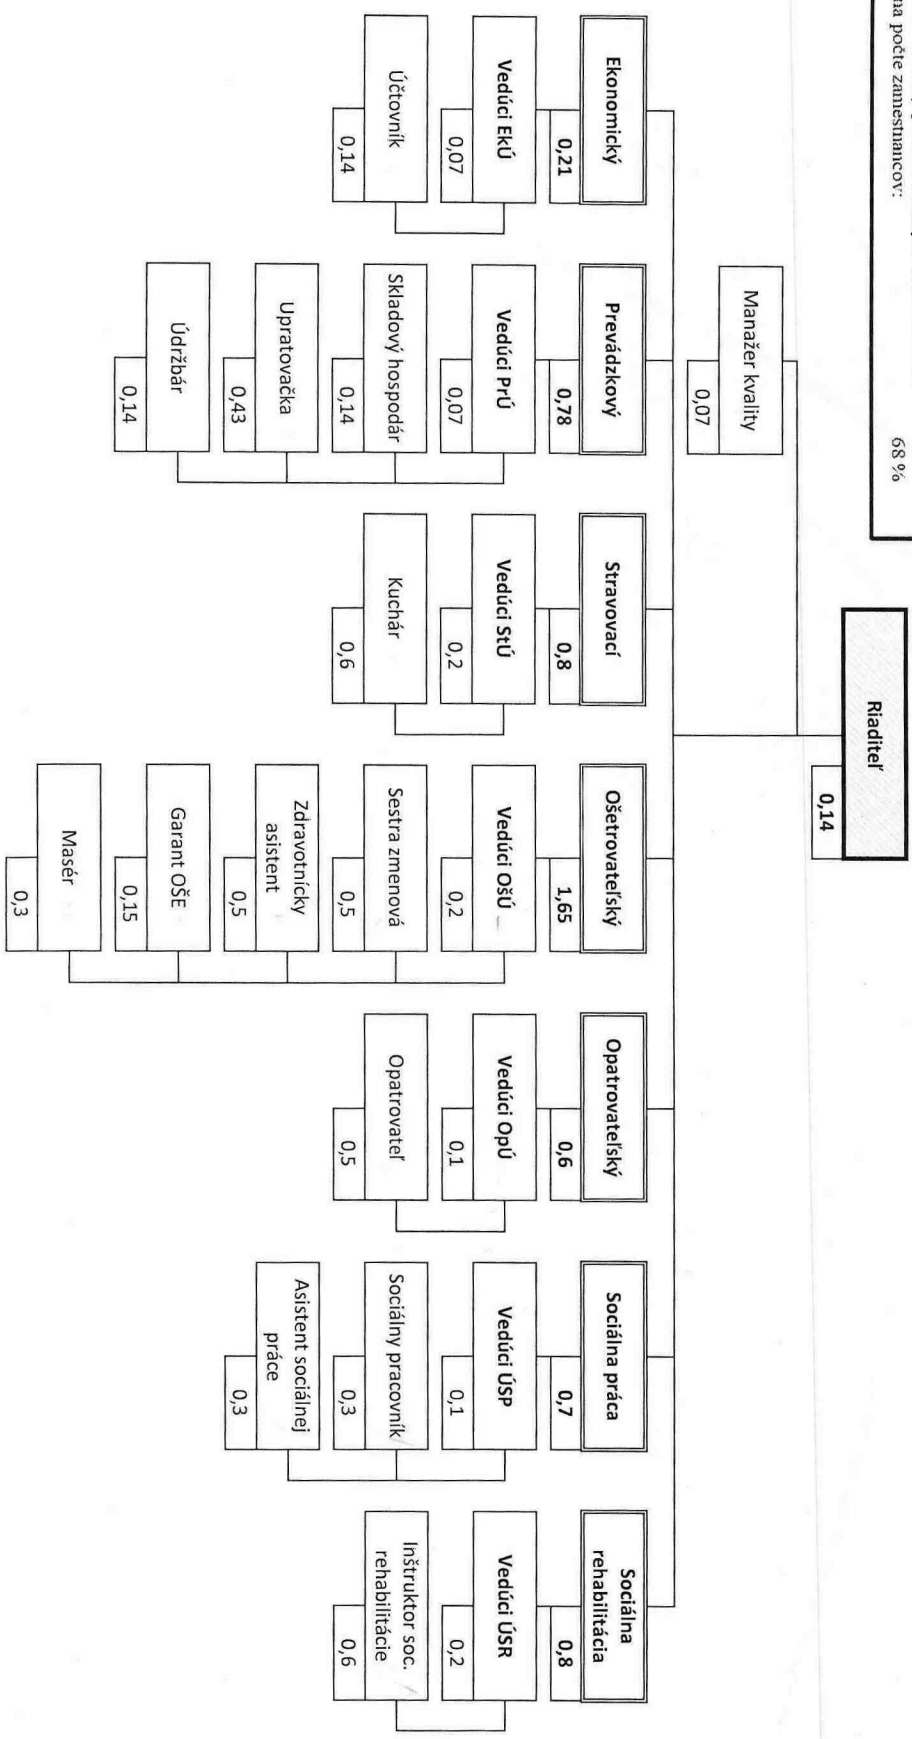 na počte zamestnancov: 68 %
Riaditeľ
0,14
Manažer kvality
0,07
Ekonomický
0,21
Vedúci EkÚ
0,07
Účtovník
0,14
Prevádzkový
0,78
Vedúci PrÚ
0,07
Skladový hospodár
0,14
Upratovačka
0,43
Údržbár
0,14
Stravovací
0,8
Vedúci StÚ
0,2
Kuchár
0,6
Ošetrovateľský
1,65
Vedúci OšÚ
0,2
Sestra zmenová
0,5
Zdravotnícky
asistent
0,5
Garant OŠE
0,15
Masér
0,3
Opatrovateľský
0,6
Vedúci OpÚ
0,1
Opatrovateľ
0,5
Sociálna práca
0,7
Vedúci ÚSP
0,1
Sociálny pracovník
0,3
Asistent sociálnej
práce
0,3
Sociálna
rehabilitácia
0,8
Vedúci ÚSR
0,2
Inštruktor soc.
rehabilitácie
0,6